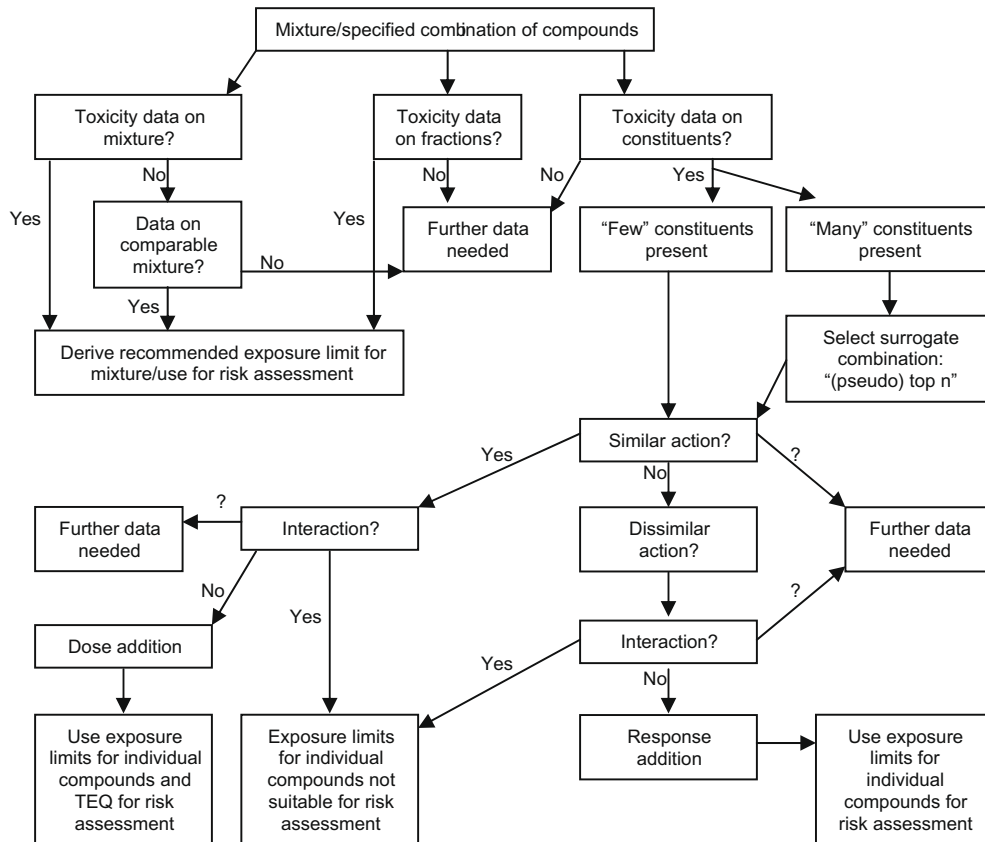 Mixture/specified combination of compounds
Toxicity data on
mixture?
Toxicity data
on fractions?
Toxicity data on
constituents?
No
No
No
Yes
Yes
Yes
Data on
comparable
mixture?
Further data
needed
"Few" constituents
present
"Many" constituents
present
No
Yes
Derive recommended exposure limit for
mixture/use for risk assessment
Select surrogate
combination:
"(pseudo) top n"
Similar action?
Yes
No
?
?
Further data
needed
Interaction?
Dissimilar
action?
Further data
needed
No
Yes
?
Dose addition
Interaction?
Yes
No
Use exposure
limits for individual
compounds and
TEQ for risk
assessment
Exposure limits
for individual
compounds not
suitable for risk
assessment
Response
addition
Use exposure
limits for
individual
compounds for
risk assessment